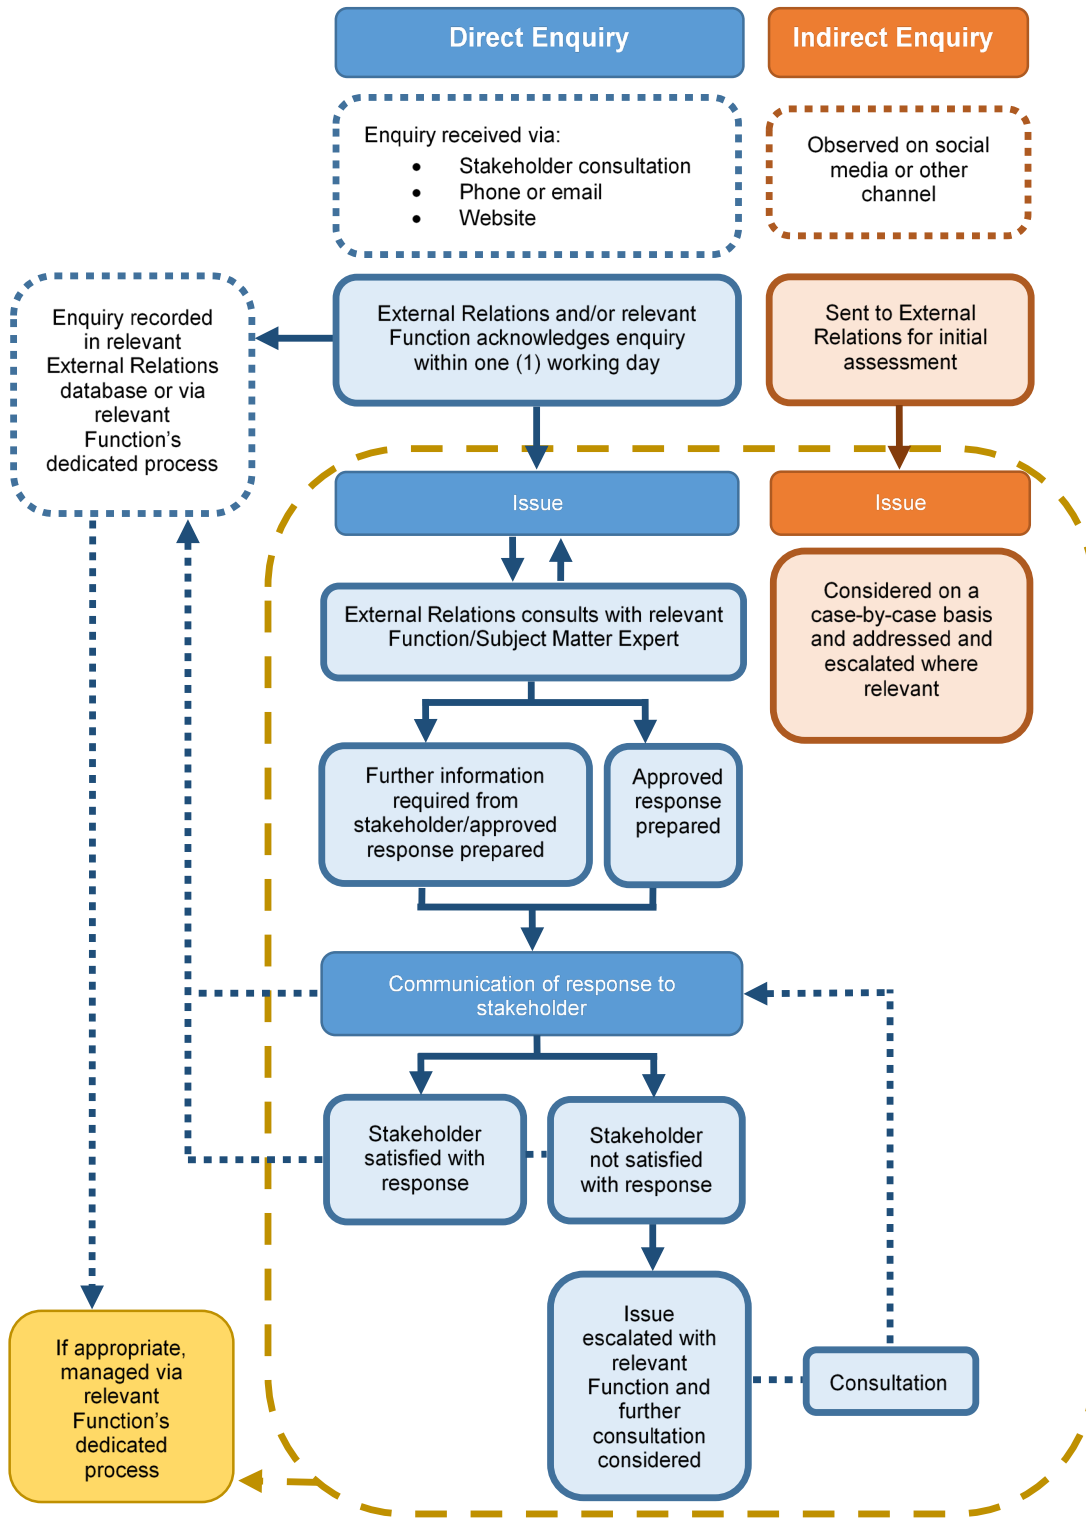 Direct Enquiry
Indirect Enquiry
Enquiry received via:
• Stakeholder consultation
• Phone or email
• Website
Observed on social
media or other
channel
Enquiry recorded
in relevant
External Relations
database or via
relevant
Function’s
dedicated process
External Relations and/or relevant
Function acknowledges enquiry
within one (1) working day
Sent to External
Relations for initial
assessment
Issue
Issue
External Relations consults with relevant
Function/Subject Matter Expert
Considered on a
case-by-case basis
and addressed and
escalated where
relevant
Further information
required from
stakeholder/approved
response prepared
Approved
response
prepared
Communication of response to
stakeholder
Stakeholder
satisfied with
response
Stakeholder
not satisfied
with response
Issue
escalated with
relevant
Function and
further
consultation
considered
Consultation
If appropriate,
managed via
relevant
Function’s
dedicated
process